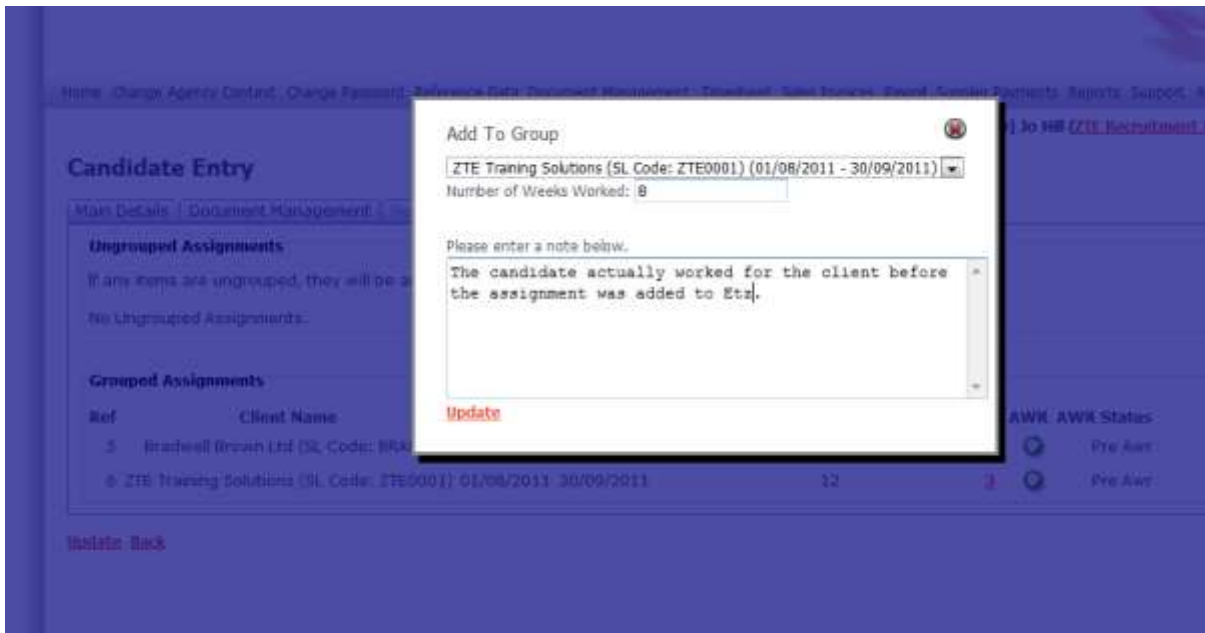 Home Change Agency Context Change Password Reference Data Document Management Timesheet Sales Invoices Payroll Supplier Payments Reports Support
Jo Hill (ZTE Recruitment
Add To Group
Candidate Entry
ZTE Training Solutions (SL Code: ZTE0001) (01/08/2011 - 30/09/2011)
Number of Weeks Worked: 8
Main Details Document Management
Ungrouped Assignments
Please enter a note below.
If any items are ungrouped, they will be
The candidate actually worked for the client before
the assignment was added to Etz.
No Ungrouped Assignments.
Grouped Assignments
Update
Ref Client Name AWR AWR Status
5 Bradwell Brown Ltd (SL Code: Pre Awr
6 ZTE Training Solutions (SL Code: ZTE0001) 01/08/2011 30/09/2011 12 3 Pre Awr
Update Back